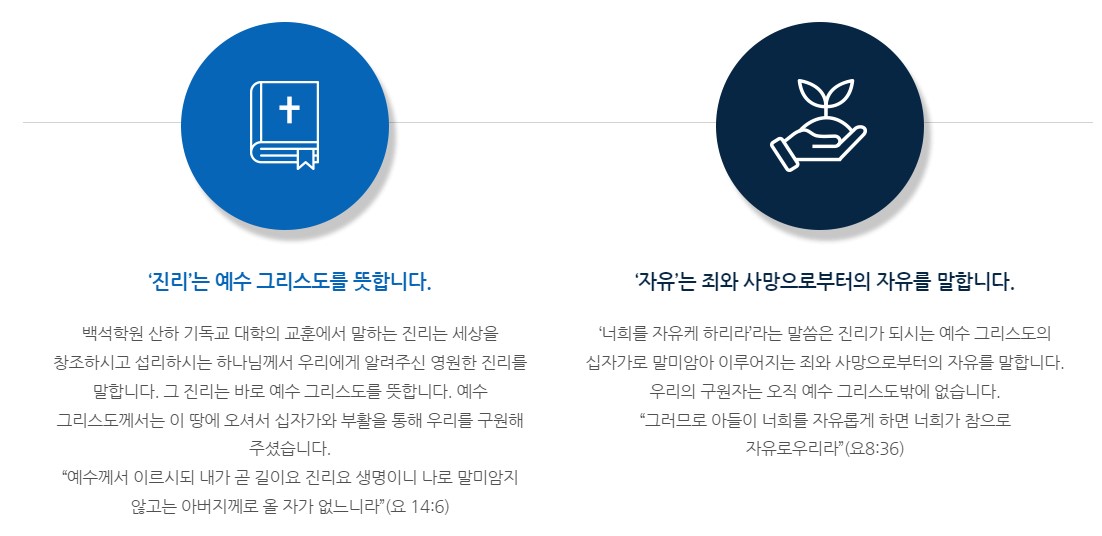 ‘진리’는 예수 그리스도를 뜻합니다.
백석학원 산하 기독교 대학의 교훈에서 말하는 진리는 세상을
창조하시고 섭리하시는 하나님께서 우리에게 알려주신 영원한 진리를
말합니다. 그 진리는 바로 예수 그리스도를 뜻합니다. 예수
그리스도께서는 이 땅에 오셔서 십자가와 부활을 통해 우리를 구원해
주셨습니다.
“예수께서 이르시되 내가 곧 길이요 진리요 생명이니 나로 말미암지
않고는 아버지께로 올 자가 없느니라”(요 14:6)
‘자유’는 죄와 사망으로부터의 자유를 말합니다.
‘너희를 자유케 하리라’라는 말씀은 진리가 되시는 예수 그리스도의
십자가로 말미암아 이루어지는 죄와 사망으로부터의 자유를 말합니다.
우리의 구원자는 오직 예수 그리스도밖에 없습니다.
“그러므로 아들이 너희를 자유롭게 하면 너희가 참으로
자유로우리라”(요8:36)